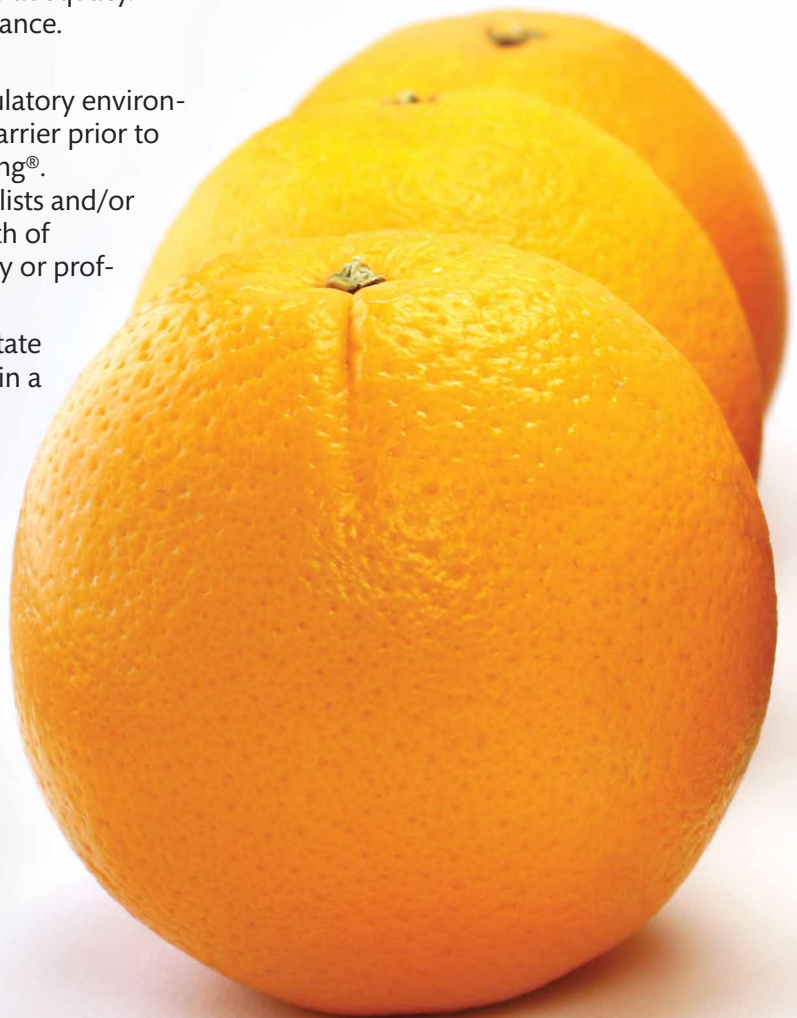 ance.
ulatory environ-
arrier prior to
ng®.
lists and/or
th of
y or prof-
tate
in a